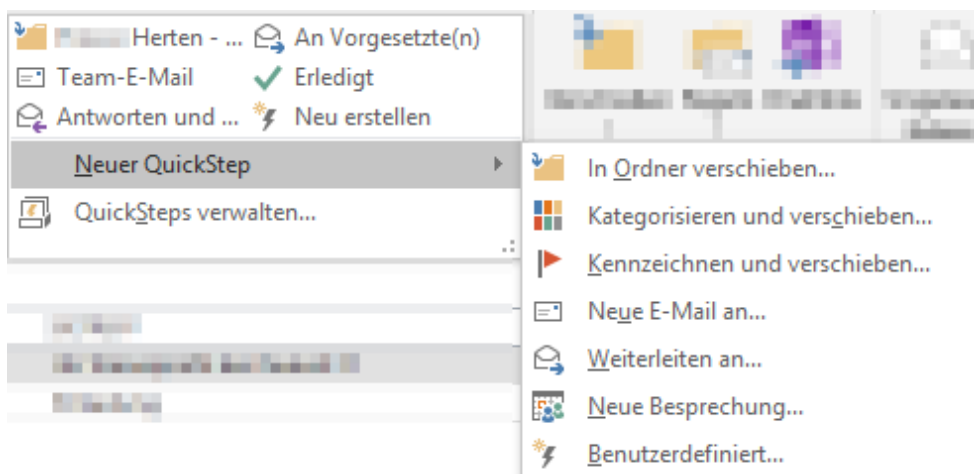 Herten - ... An Vorgesetzte(n)
Team-E-Mail Erledigt
Antworten und ... Neu erstellen
Neuer QuickStep
QuickSteps verwalten...
In Ordner verschieben...
Kategorisieren und verschieben...
Kennzeichnen und verschieben...
Neue E-Mail an...
Weiterleiten an...
Neue Besprechung...
Benutzerdefiniert...